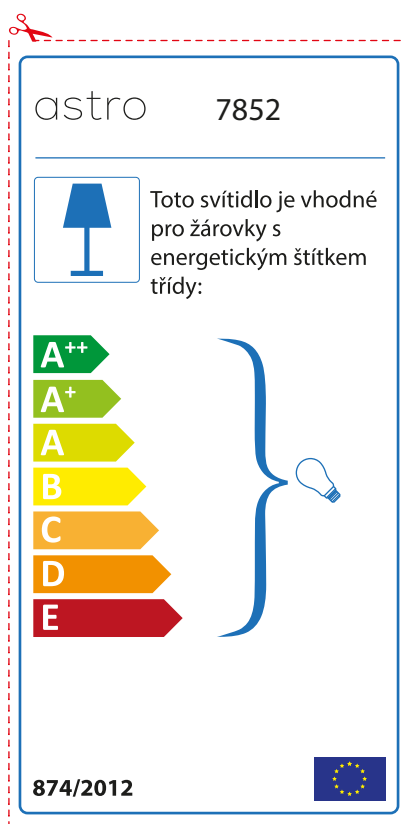 astro 7852
Toto svítidlo je vhodné
pro žárovky s
energetickým štítkem
třídy:
A++
A+
A
B
C
D
E
874/2012